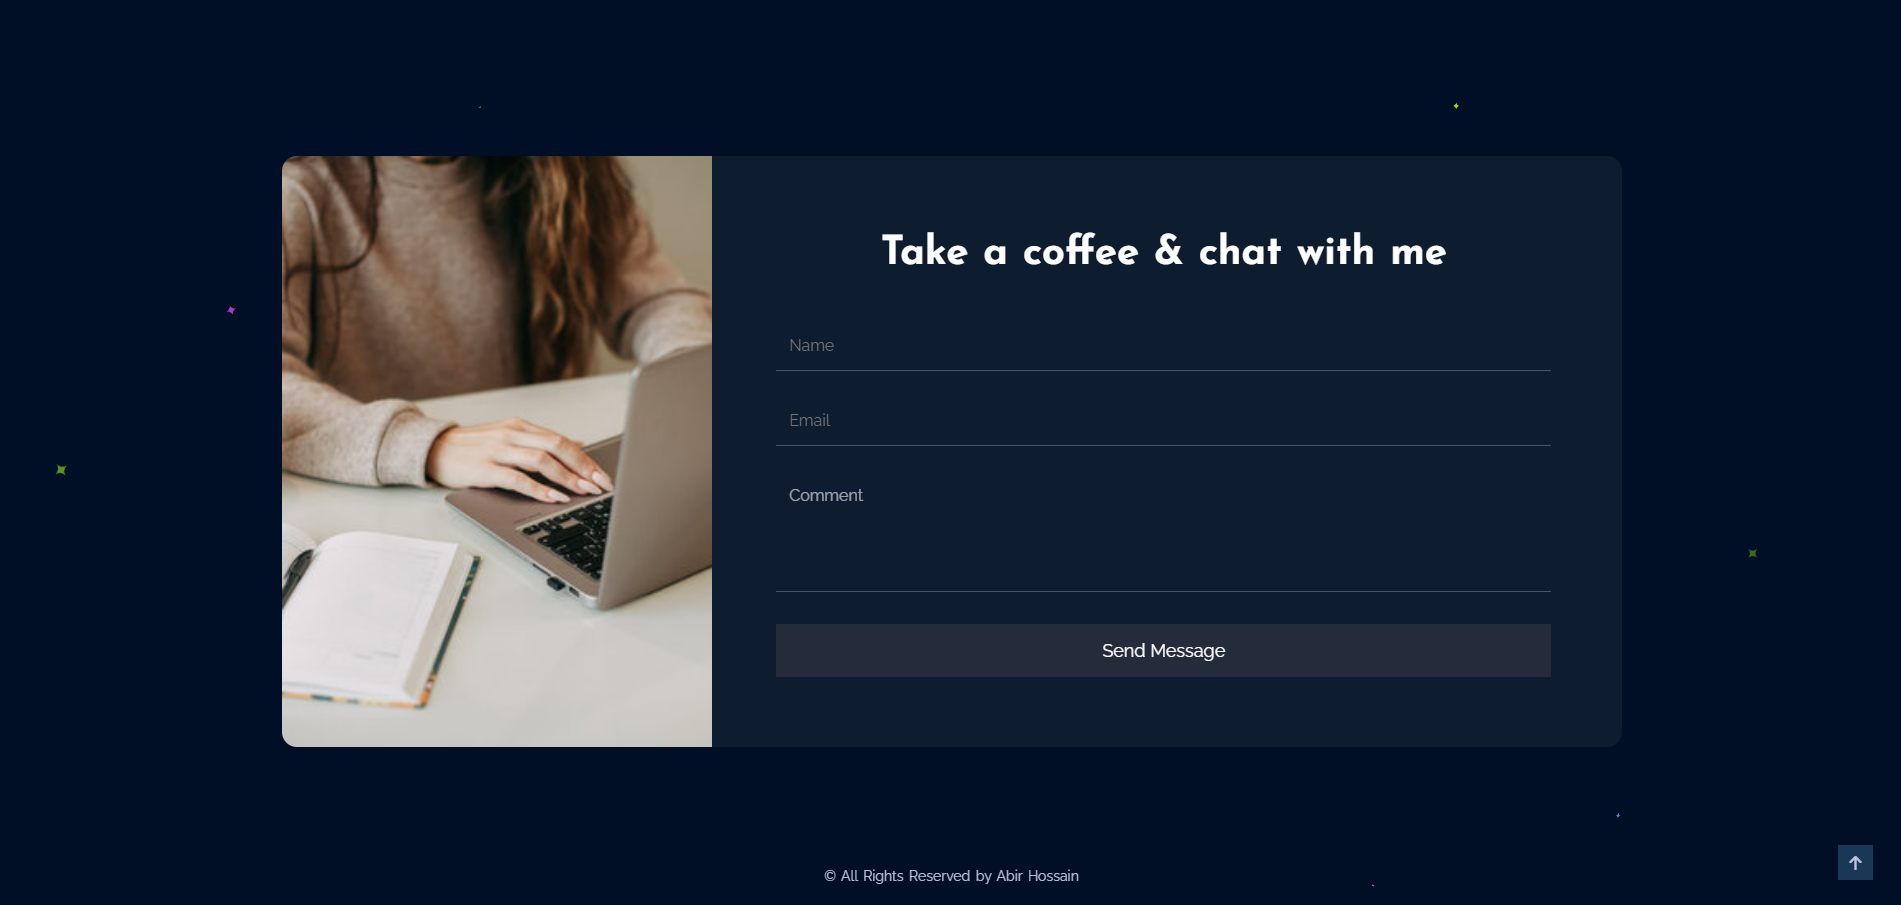 Take a coffee & chat with me
Name
Email
Comment
Send Message
© All Rights Reserved by Abir Hossain